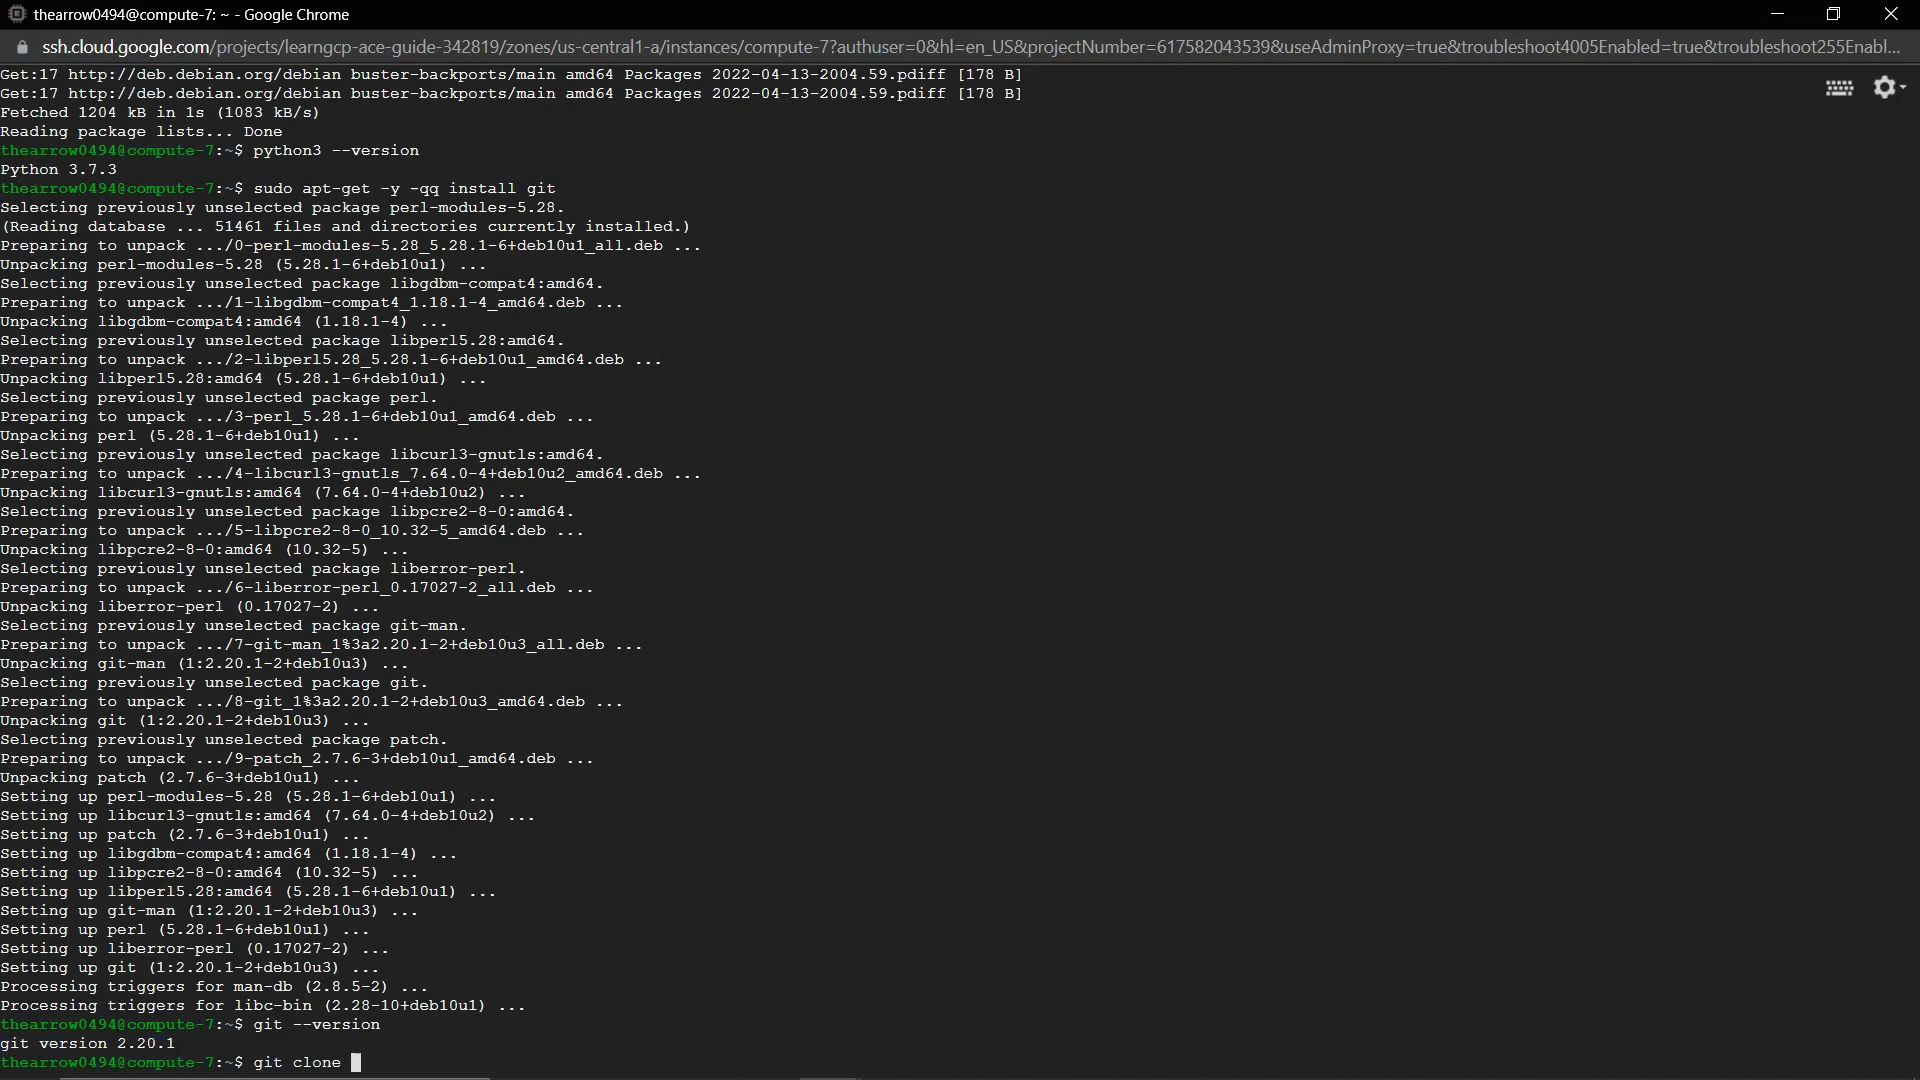 thearrow0494@compute-7: ~ - Google Chrome
ssh.cloud.google.com/projects/learngcp-ace-guide-342819/zones/us-central1-a/instances/compute-7?authuser=0&hl=en_US&projectNumber=617582043539&useAdminProxy=true&troubleshoot4005Enabled=true&troubleshoot255Enabl...
Get:17 http://deb.debian.org/debian buster-backports/main amd64 Packages 2022-04-13-2004.59.pdiff [178 B]
Get:17 http://deb.debian.org/debian buster-backports/main amd64 Packages 2022-04-13-2004.59.pdiff [178 B]
Fetched 1204 kB in 1s (1083 kB/s)
Reading package lists... Done
thearrow0494@compute-7:~$ python3 --version
Python 3.7.3
thearrow0494@compute-7:~$ sudo apt-get -y -qq install git
Selecting previously unselected package perl-modules-5.28.
(Reading database ... 51461 files and directories currently installed.)
Preparing to unpack .../0-perl-modules-5.28_5.28.1-6+deb10u1_all.deb ...
Unpacking perl-modules-5.28 (5.28.1-6+deb10u1) ...
Selecting previously unselected package libgdbm-compat4:amd64.
Preparing to unpack .../1-libgdbm-compat4_1.18.1-4_amd64.deb ...
Unpacking libgdbm-compat4:amd64 (1.18.1-4) ...
Selecting previously unselected package libperl5.28:amd64.
Preparing to unpack .../2-libperl5.28_5.28.1-6+deb10u1_amd64.deb ...
Unpacking libperl5.28:amd64 (5.28.1-6+deb10u1) ...
Selecting previously unselected package perl.
Preparing to unpack .../3-perl_5.28.1-6+deb10u1_amd64.deb ...
Unpacking perl (5.28.1-6+deb10u1) ...
Selecting previously unselected package libcurl3-gnutls:amd64.
Preparing to unpack .../4-libcurl3-gnutls_7.64.0-4+deb10u2_amd64.deb ...
Unpacking libcurl3-gnutls:amd64 (7.64.0-4+deb10u2) ...
Selecting previously unselected package libpcre2-8-0:amd64.
Preparing to unpack .../5-libpcre2-8-0_10.32-5_amd64.deb ...
Unpacking libpcre2-8-0:amd64 (10.32-5) ...
Selecting previously unselected package liberror-perl.
Preparing to unpack .../6-liberror-perl_0.17027-2_all.deb ...
Unpacking liberror-perl (0.17027-2) ...
Selecting previously unselected package git-man.
Preparing to unpack .../7-git-man_1%3a2.20.1-2+deb10u3_all.deb ...
Unpacking git-man (1:2.20.1-2+deb10u3) ...
Selecting previously unselected package git.
Preparing to unpack .../8-git_1%3a2.20.1-2+deb10u3_amd64.deb ...
Unpacking git (1:2.20.1-2+deb10u3) ...
Selecting previously unselected package patch.
Preparing to unpack .../9-patch_2.7.6-3+deb10u1_amd64.deb ...
Unpacking patch (2.7.6-3+deb10u1) ...
Setting up perl-modules-5.28 (5.28.1-6+deb10u1) ...
Setting up libcurl3-gnutls:amd64 (7.64.0-4+deb10u2) ...
Setting up patch (2.7.6-3+deb10u1) ...
Setting up libgdbm-compat4:amd64 (1.18.1-4) ...
Setting up libpcre2-8-0:amd64 (10.32-5) ...
Setting up libperl5.28:amd64 (5.28.1-6+deb10u1) ...
Setting up git-man (1:2.20.1-2+deb10u3) ...
Setting up perl (5.28.1-6+deb10u1) ...
Setting up liberror-perl (0.17027-2) ...
Setting up git (1:2.20.1-2+deb10u3) ...
Processing triggers for man-db (2.8.5-2) ...
Processing triggers for libc-bin (2.28-10+deb10u1) ...
thearrow0494@compute-7:~$ git --version
git version 2.20.1
thearrow0494@compute-7:~$ git clone